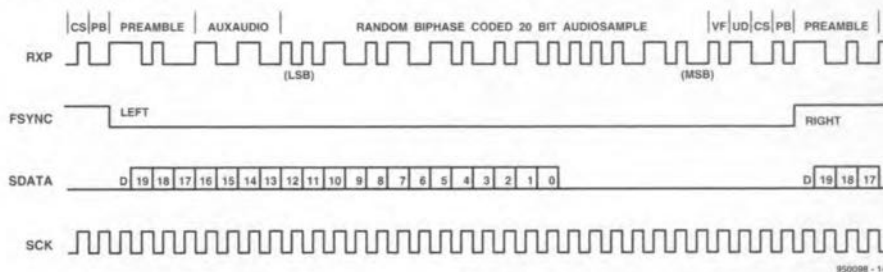 CS PB PREAMBLE AUXAUDIO RANDOM BIPHASE CODED 20 BIT AUDIOSAMPLE VF UD CS PB PREAMBLE
RXP
(LSB) (MSB)
FSYNC LEFT RIGHT
SDATA D 19 18 17 16 15 14 13 12 11 10 9 8 7 6 5 4 3 2 1 0 D 19 18 17
SCK